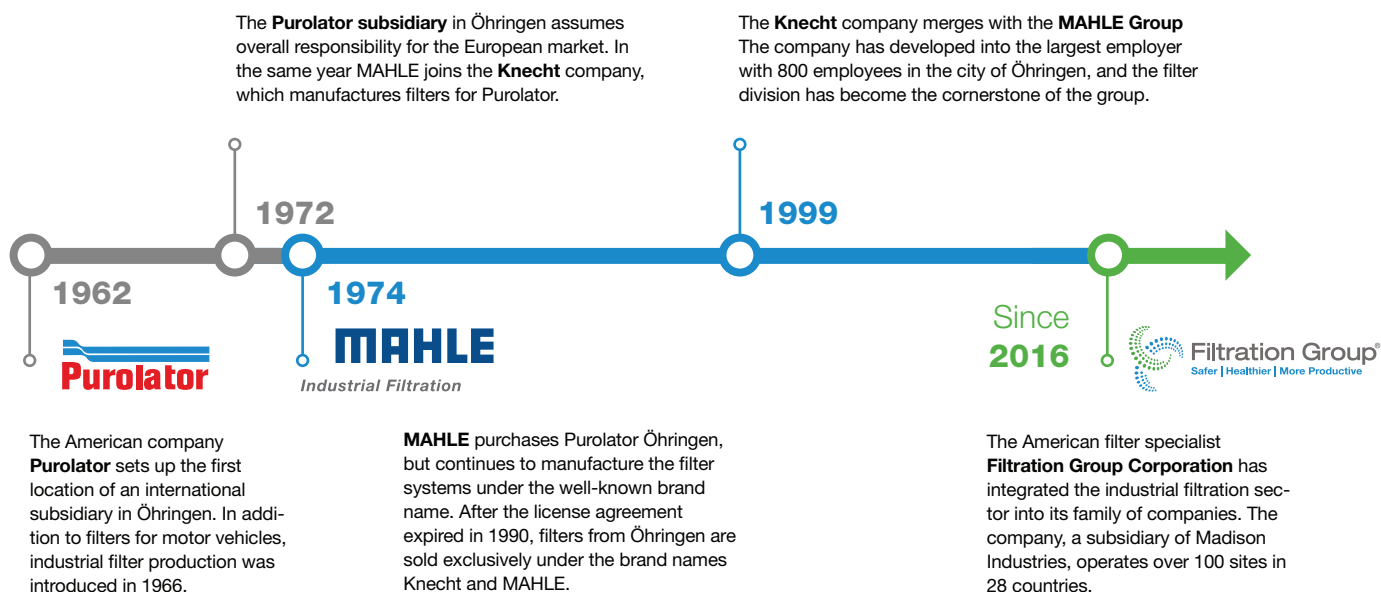 The Purolator subsidiary in Öhringen assumes
overall responsibility for the European market. In
the same year MAHLE joins the Knecht company,
which manufactures filters for Purolator.
The Knecht company merges with the MAHLE Group
The company has developed into the largest employer
with 800 employees in the city of Öhringen, and the filter
division has become the cornerstone of the group.
1972
1999
1962
1974
Since
2016
Purolator
MAHLE
Industrial Filtration
Filtration Group®
Safer | Healthier | More Productive
The American company
Purolator sets up the first
location of an international
subsidiary in Öhringen. In addi-
tion to filters for motor vehicles,
industrial filter production was
introduced in 1966.
MAHLE purchases Purolator Öhringen,
but continues to manufacture the filter
systems under the well-known brand
name. After the license agreement
expired in 1990, filters from Öhringen are
sold exclusively under the brand names
Knecht and MAHLE.
The American filter specialist
Filtration Group Corporation has
integrated the industrial filtration sec-
tor into its family of companies. The
company, a subsidiary of Madison
Industries, operates over 100 sites in
28 countries.